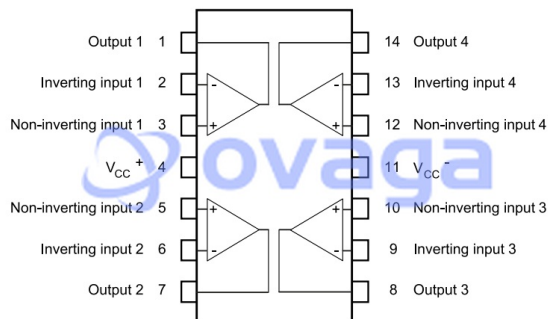 Output 1 1
14 Output 4
Inverting input 1 2
-
-
13 Inverting input 4
Non-inverting input 1 3
+
+
12 Non-inverting input 4
VCC+ 4
ovaga
11 VCC-
Non-inverting input 2 5
+
+
10 Non-inverting input 3
Inverting input 2 6
-
-
9 Inverting input 3
Output 2 7
8 Output 3